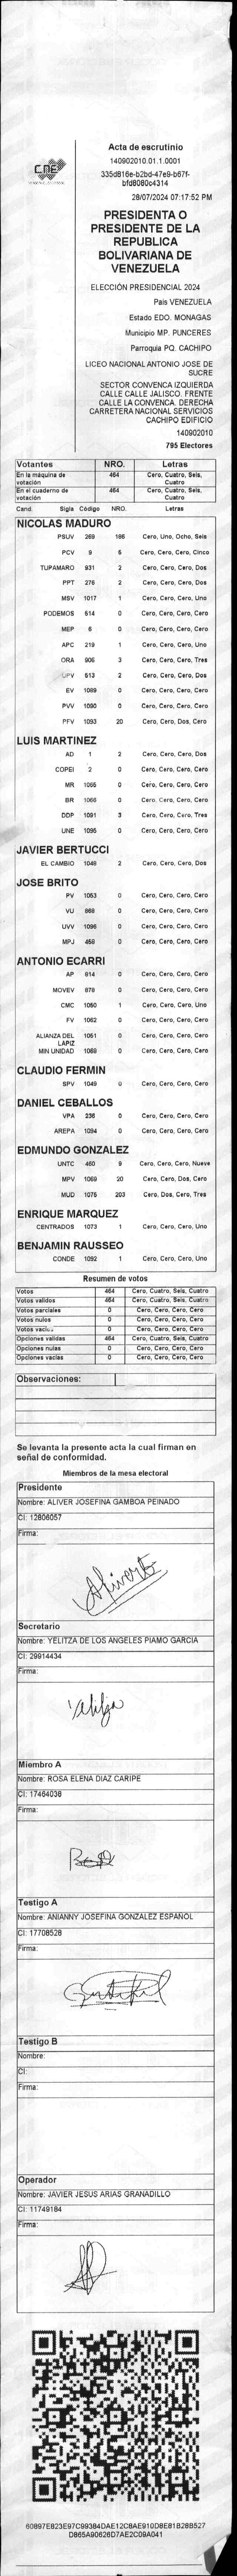 CNE
Acta de escrutinio
140902010.01.1.0001
335d816e-b2bd-47e9-b67f-
bfd8080c4314
28/07/2024 07:17:52 PM
PRESIDENTA O
PRESIDENTE DE LA
REPUBLICA
BOLIVARIANA DE
VENEZUELA
ELECCIÓN PRESIDENCIAL 2024
Pais VENEZUELA
Estado EDO. MONAGAS
Municipio MP. PUNCERES
Parroquia PQ. CACHIPO
LICEO NACIONAL ANTONIO JOSE DE
SUCRE
SECTOR CONVENCA IZQUIERDA
CALLE CALLE JALISCO. FRENTE
CALLE LA CONVENCA. DERECHA
CARRETERA NACIONAL SERVICIOS
CACHIPO EDIFICIO
140902010
795 Electores
Votantes NRO. Letras
En la máquina de votación 464 Cero, Cuatro, Seis, Cuatro
En el cuaderno de votación 464 Cero, Cuatro, Seis, Cuatro
Cand. Sigla Código NRO. Letras
NICOLAS MADURO
PSUV 269 186 Cero, Uno, Ocho, Seis
PCV 9 5 Cero, Cero, Cero, Cinco
TUPAMARO 931 2 Cero, Cero, Cero, Dos
PPT 276 2 Cero, Cero, Cero, Dos
MSV 1017 1 Cero, Cero, Cero, Uno
PODEMOS 514 0 Cero, Cero, Cero, Cero
MEP 6 0 Cero, Cero, Cero, Cero
APC 219 1 Cero, Cero, Cero, Uno
ORA 906 3 Cero, Cero, Cero, Tres
UPV 513 2 Cero, Cero, Cero, Dos
EV 1089 0 Cero, Cero, Cero, Cero
PVV 1090 0 Cero, Cero, Cero, Cero
PFV 1093 20 Cero, Cero, Dos, Cero
LUIS MARTINEZ
AD 1 2 Cero, Cero, Cero, Dos
COPEI 2 0 Cero, Cero, Cero, Cero
MR 1065 0 Cero, Cero, Cero, Cero
BR 1066 0 Cero, Cero, Cero, Cero
DDP 1091 3 Cero, Cero, Cero, Tres
UNE 1095 0 Cero, Cero, Cero, Cero
JAVIER BERTUCCI
EL CAMBIO 1048 2 Cero, Cero, Cero, Dos
JOSE BRITO
PV 1053 0 Cero, Cero, Cero, Cero
VU 868 0 Cero, Cero, Cero, Cero
UVV 1096 0 Cero, Cero, Cero, Cero
MPJ 459 0 Cero, Cero, Cero, Cero
ANTONIO ECARRI
AP 814 0 Cero, Cero, Cero, Cero
MOVEV 878 0 Cero, Cero, Cero, Cero
CMC 1050 1 Cero, Cero, Cero, Uno
FV 1062 0 Cero, Cero, Cero, Cero
ALIANZA DEL LAPIZ 1051 0 Cero, Cero, Cero, Cero
MIN UNIDAD 1069 0 Cero, Cero, Cero, Cero
CLAUDIO FERMIN
SPV 1049 0 Cero, Cero, Cero, Cero
DANIEL CEBALLOS
VPA 236 0 Cero, Cero, Cero, Cero
AREPA 1094 0 Cero, Cero, Cero, Cero
EDMUNDO GONZALEZ
UNTC 460 9 Cero, Cero, Cero, Nueve
MPV 1069 20 Cero, Cero, Dos, Cero
MUD 1076 203 Cero, Dos, Cero, Tres
ENRIQUE MARQUEZ
CENTRADOS 1073 1 Cero, Cero, Cero, Uno
BENJAMIN RAUSSEO
CONDE 1092 1 Cero, Cero, Cero, Uno
Resumen de votos
Votos 464 Cero, Cuatro, Seis, Cuatro
Votos validos 464 Cero, Cuatro, Seis, Cuatro
Votos parciales 0 Cero, Cero, Cero, Cero
Votos nulos 0 Cero, Cero, Cero, Cero
Votos vacios 0 Cero, Cero, Cero, Cero
Opciones validas 464 Cero, Cuatro, Seis, Cuatro
Opciones nulas 0 Cero, Cero, Cero, Cero
Opciones vacías 0 Cero, Cero, Cero, Cero
Observaciones:
Se levanta la presente acta la cual firman en
señal de conformidad.
Miembros de la mesa electoral
Presidente
Nombre: ALIVER JOSEFINA GAMBOA PEINADO
CI: 12806057
Firma:
Secretario
Nombre: YELITZA DE LOS ANGELES PIAMO GARCIA
CI: 29914434
Firma:
Miembro A
Nombre: ROSA ELENA DIAZ CARIPE
CI: 17464038
Firma:
Testigo A
Nombre: ANIANNY JOSEFINA GONZALEZ ESPAÑOL
CI: 17708528
Firma:
Testigo B
Nombre:
CI:
Firma:
Operador
Nombre: JAVIER JESUS ARIAS GRANADILLO
CI: 11749184
Firma:
60897E823E97C99384DAE12C8AE910D8E81B28B527
D865A90626D7AE2C09A041